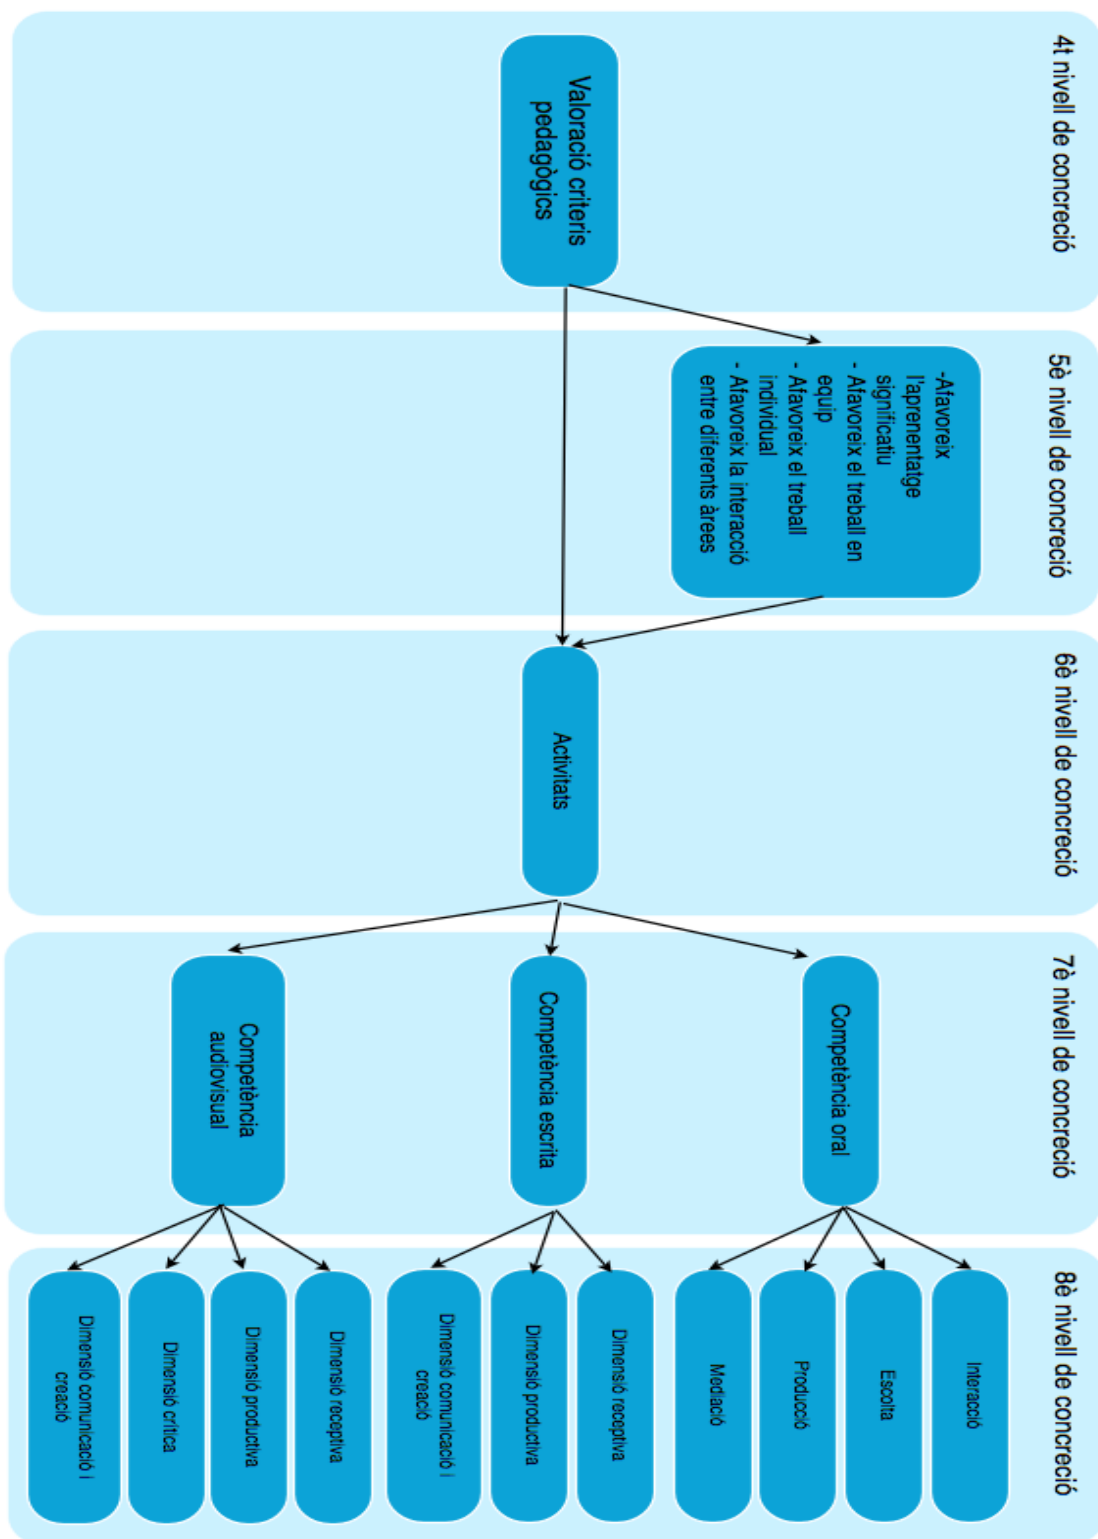 4t nivell de concreció
Valoració criteris
pedagògics
5è nivell de concreció
-Afavoreix
l'aprenentatge
significatiu
- Afavoreix el treball en
equip
- Afavoreix el treball
individual
- Afavoreix la interacció
entre diferents àrees
6è nivell de concreció
Activitats
7è nivell de concreció
Competència oral
Competència escrita
Competència
audiovisual
8è nivell de concreció
Interacció
Escolta
Producció
Mediació
Dimensió receptiva
Dimensió productiva
Dimensió comunicació i
creació
Dimensió receptiva
Dimensió productiva
Dimensió crítica
Dimensió comunicació i
creació